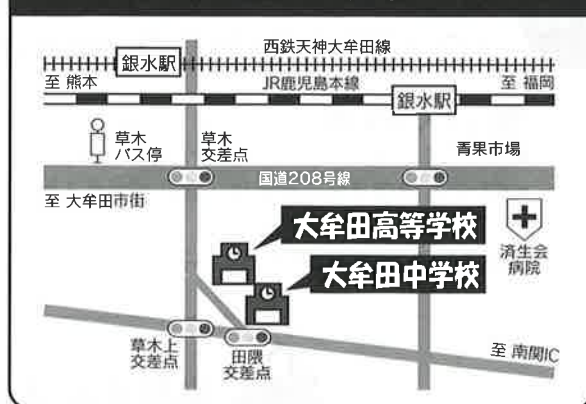 西鉄天神大牟田線
銀水駅
至 熊本
JR鹿児島本線
至 福岡
銀水駅
草木
バス停
草木
交差点
青果市場
国道208号線
至 大牟田市街
大牟田高等学校
済生会
病院
大牟田中学校
草木上
交差点
田隈
交差点
至 南関IC